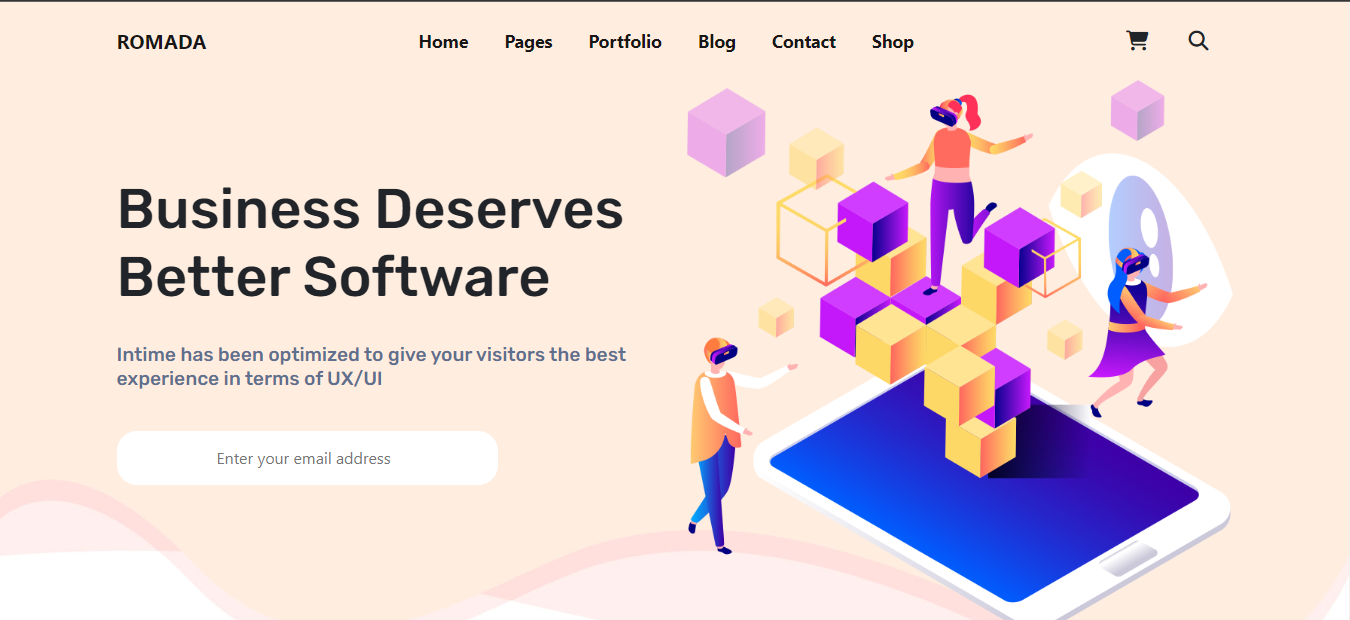 ROMADA
Home Pages Portfolio Blog Contact Shop
Business Deserves
Better Software
Intime has been optimized to give your visitors the best
experience in terms of UX/UI
Enter your email address